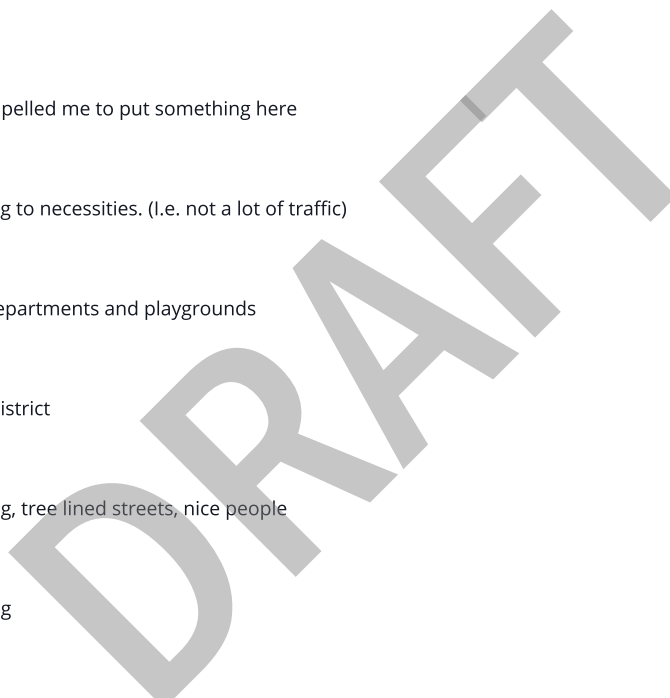 pelled me to put something here
g to necessities. (I.e. not a lot of traffic)
epartments and playgrounds
istrict
g, tree lined streets, nice people
g
DRAFT